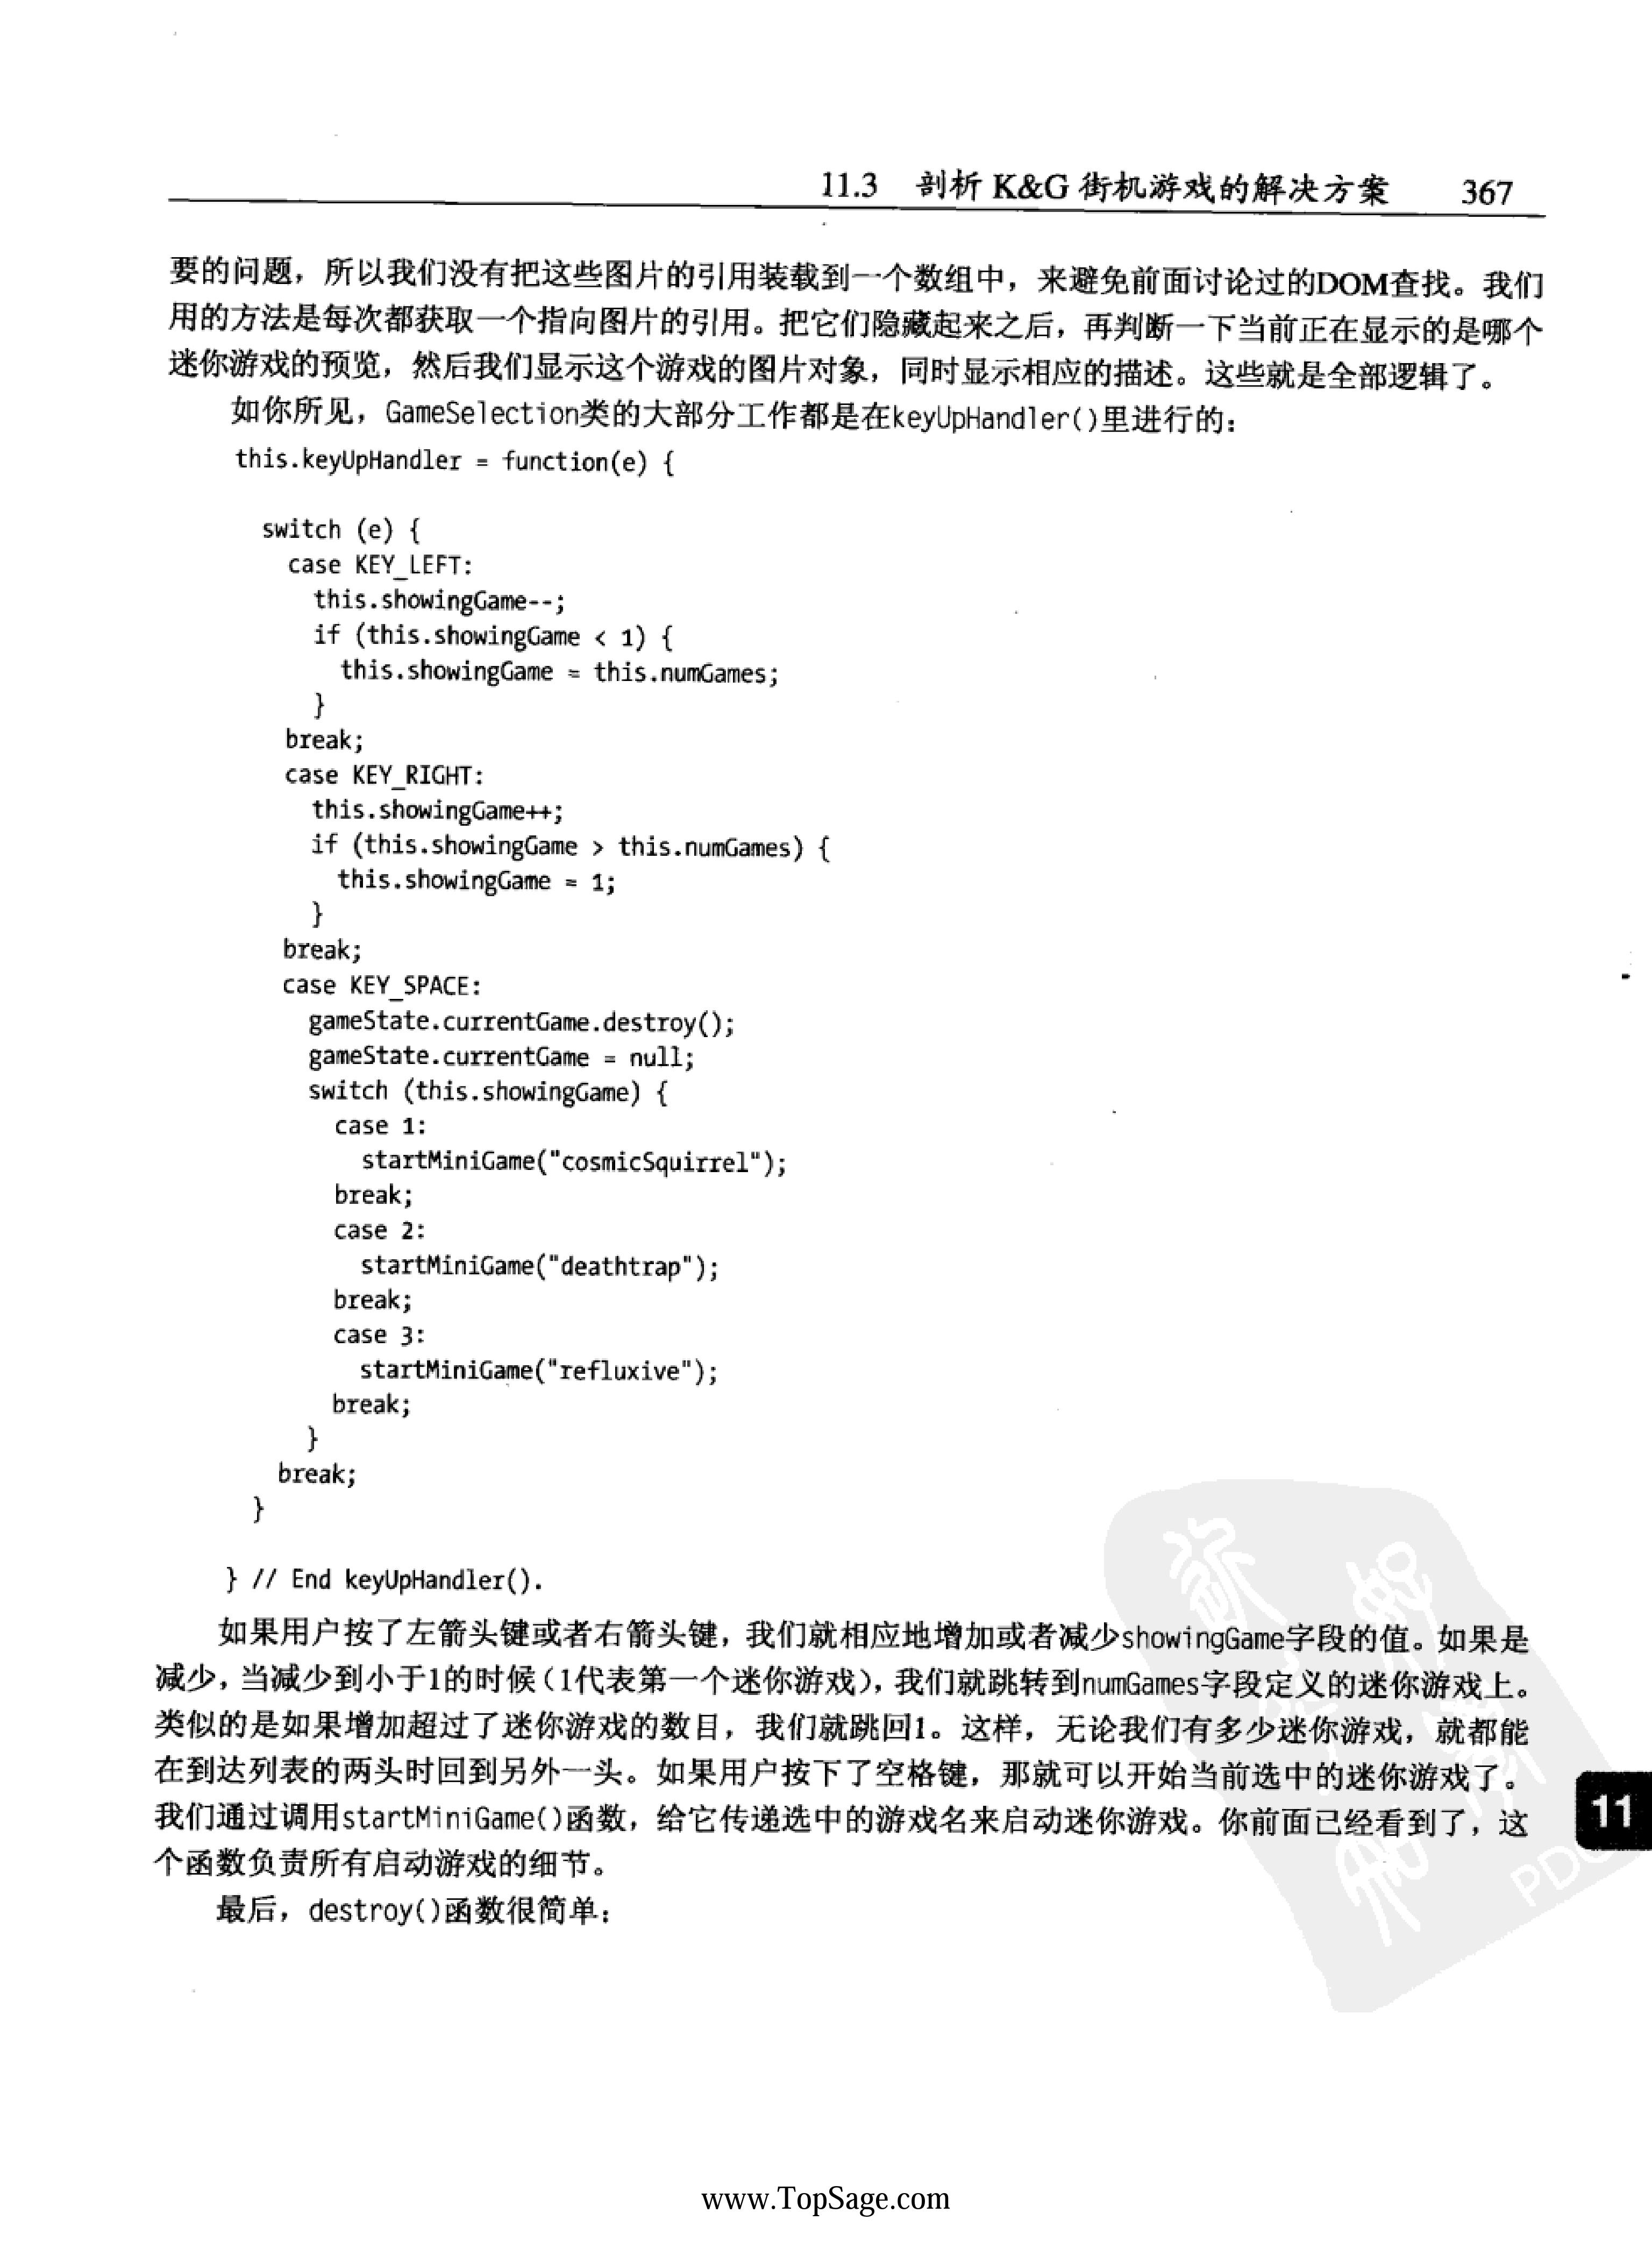 11.3 剖析 K&G 街机游戏的解决方案 367
要的问题，所以我们没有把这些图片的引用装载到一个数组中，来避免前面讨论过的DOM查找。我们
用的方法是每次都获取一个指向图片的引用。把它们隐藏起来之后，再判断一下当前正在显示的是哪个
迷你游戏的预览，然后我们显示这个游戏的图片对象，同时显示相应的描述。这些就是全部逻辑了。
如你所见，GameSelection类的大部分工作都是在keyUpHandler()里进行的：
this.keyUpHandler = function(e) {
switch (e) {
case KEY_LEFT:
this.showingGame--;
if (this.showingGame < 1) {
this.showingGame = this.numGames;
}
break;
case KEY_RIGHT:
this.showingGame++;
if (this.showingGame > this.numGames) {
this.showingGame = 1;
}
break;
case KEY_SPACE:
gameState.currentGame.destroy();
gameState.currentGame = null;
switch (this.showingGame) {
case 1:
startMiniGame("cosmicSquirrel");
break;
case 2:
startMiniGame("deathtrap");
break;
case 3:
startMiniGame("refluxive");
break;
}
break;
}
} // End keyUpHandler().
如果用户按了左箭头键或者右箭头键，我们就相应地增加或者减少showingGame字段的值。如果是
减少，当减少到小于1的时候（1代表第一个迷你游戏），我们就跳转到numGames字段定义的迷你游戏上。
类似的是如果增加超过了迷你游戏的数目，我们就跳回1。这样，无论我们有多少迷你游戏，就都能
在到达列表的两头时回到另外一头。如果用户按下了空格键，那就可以开始当前选中的迷你游戏了。
我们通过调用startMiniGame()函数，给它传递选中的游戏名来启动迷你游戏。你前面已经看到了，这
个函数负责所有启动游戏的细节。
最后，destroy()函数很简单：
11
www.TopSage.com